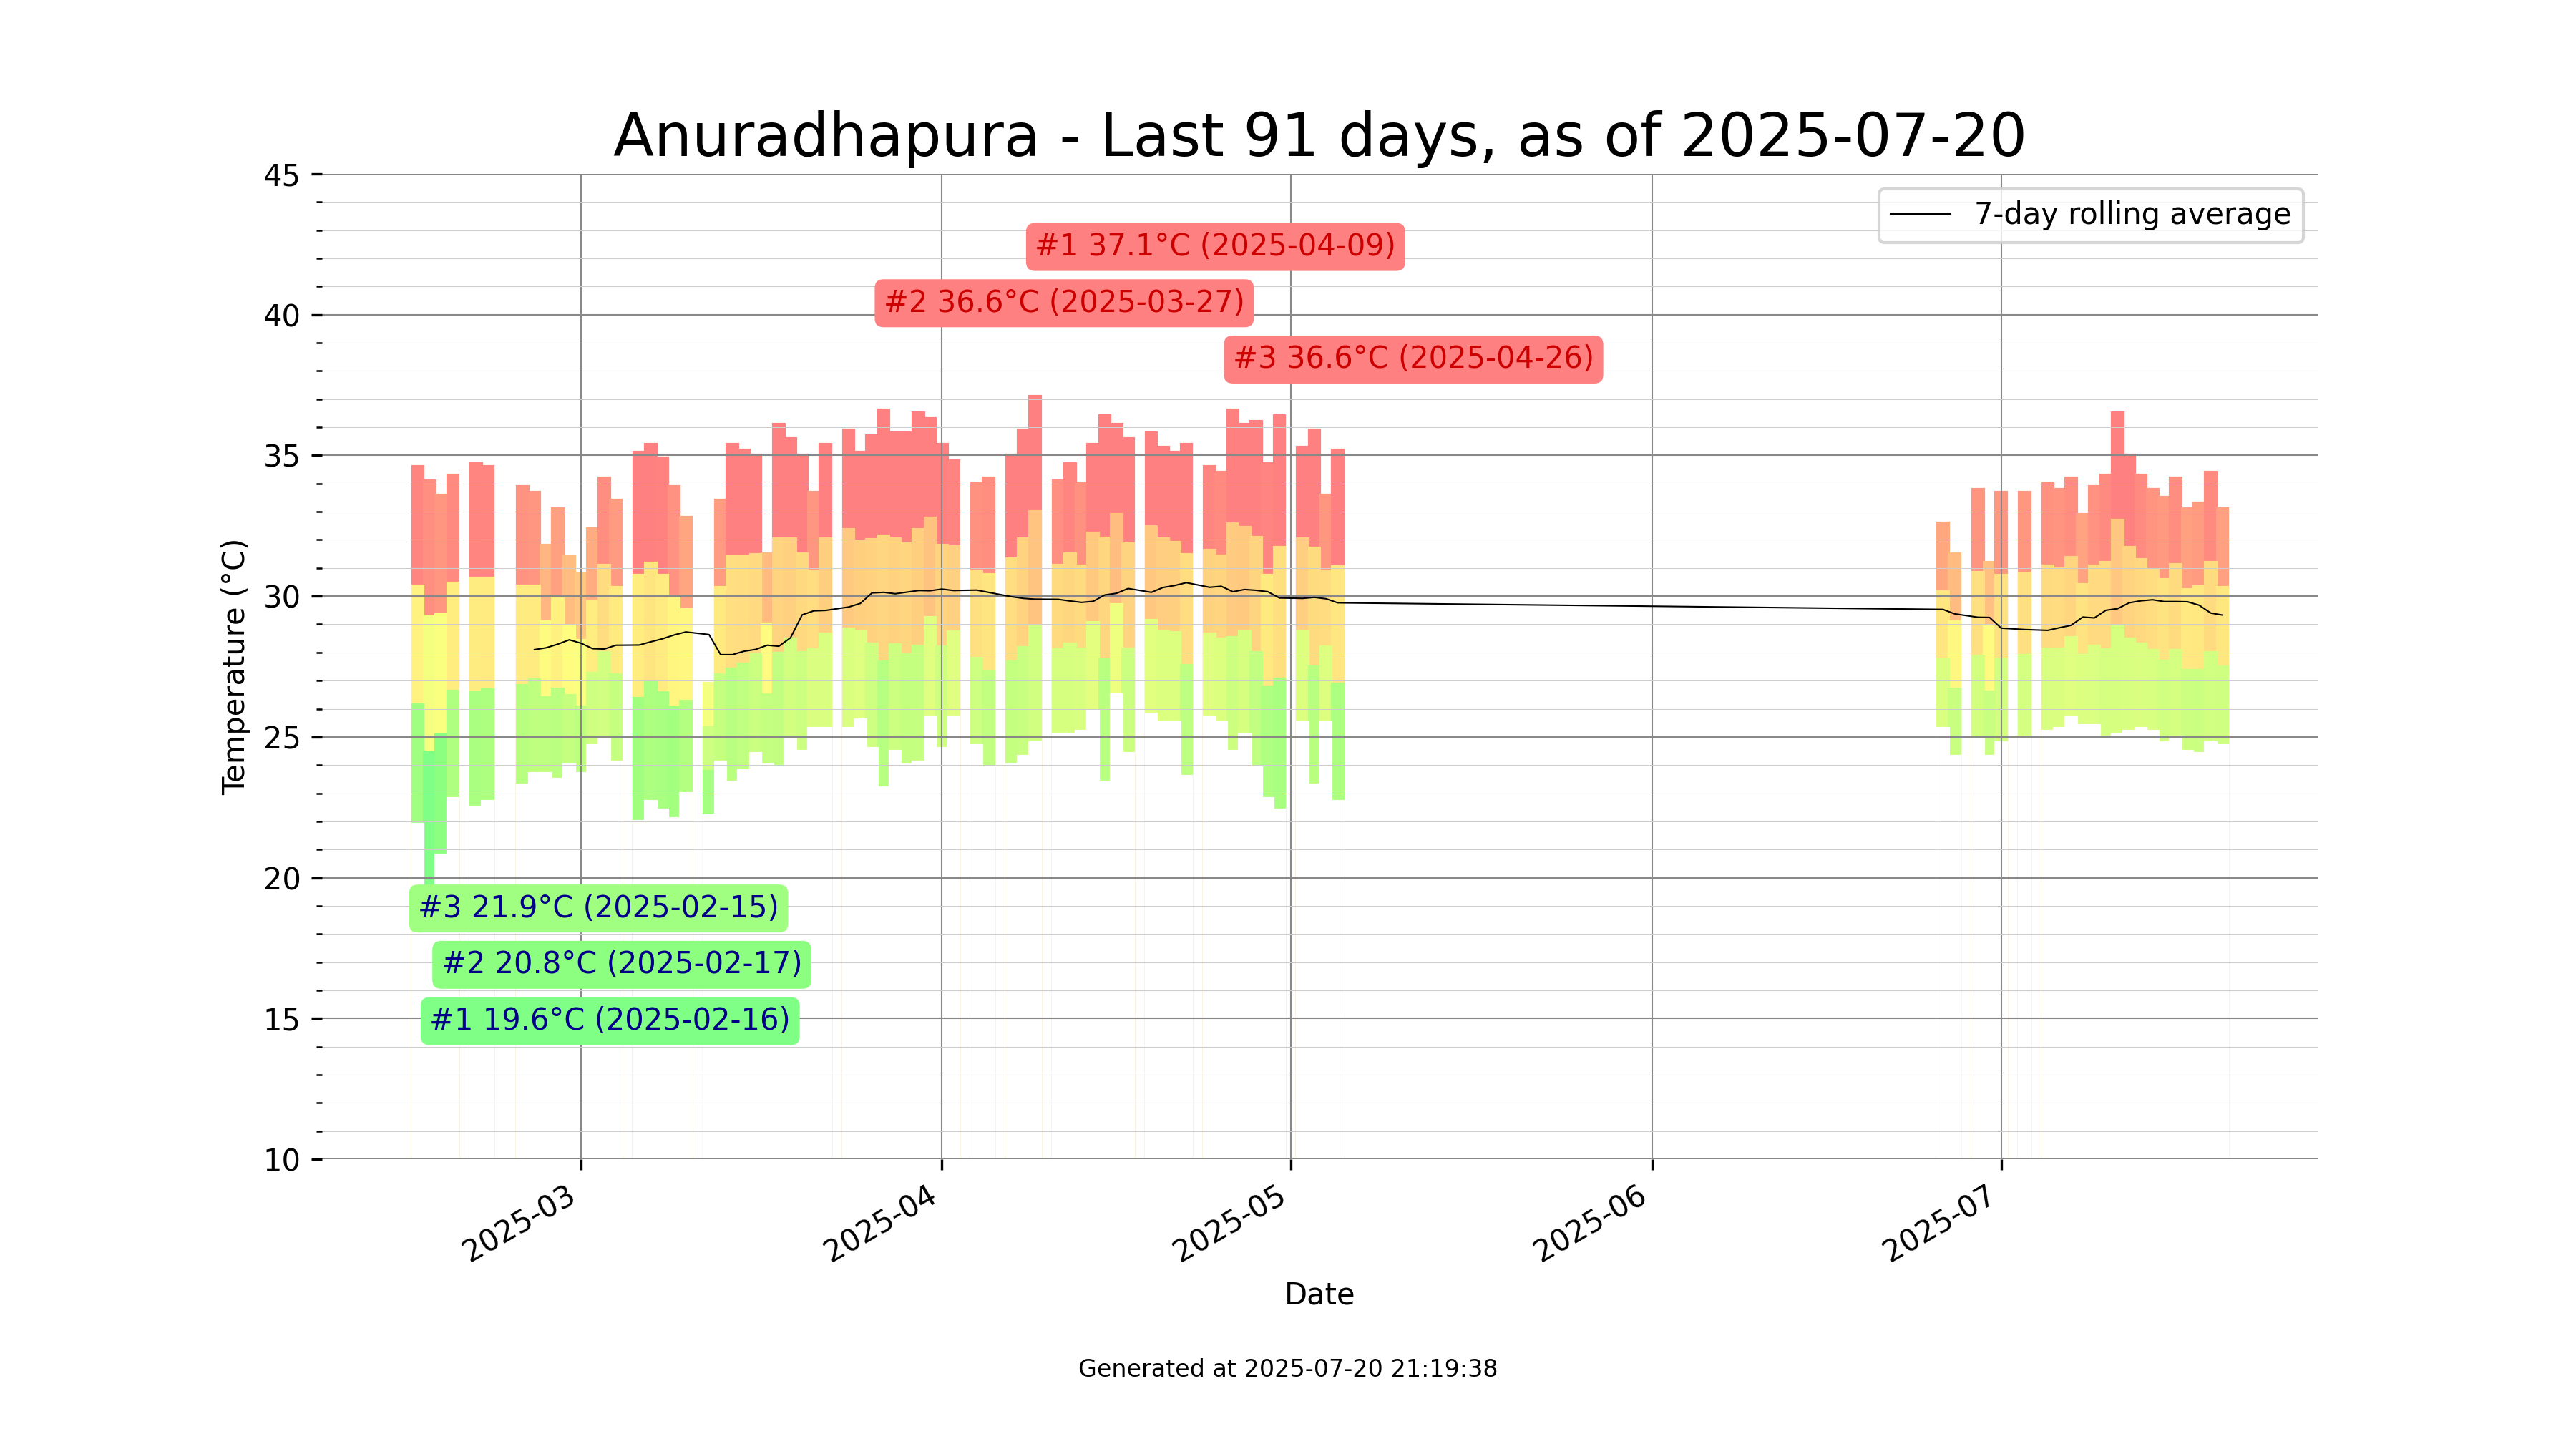 Anuradhapura - Last 91 days, as of 2025-07-20
7-day rolling average
#1 37.1°C (2025-04-09)
#2 36.6°C (2025-03-27)
#3 36.6°C (2025-04-26)
#3 21.9°C (2025-02-15)
#2 20.8°C (2025-02-17)
#1 19.6°C (2025-02-16)
Temperature (°C)
45
40
35
30
25
20
15
10
2025-03
2025-04
2025-05
2025-06
2025-07
Date
Generated at 2025-07-20 21:19:38